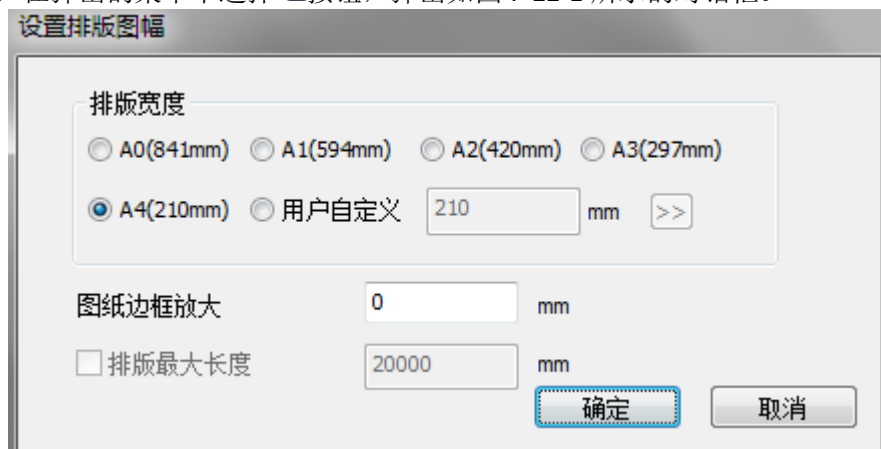 设置排版图幅
排版宽度
A0(841mm) A1(594mm) A2(420mm) A3(297mm)
A4(210mm) 用户自定义 210 mm >>
图纸边框放大 0 mm
排版最大长度 20000 mm
确定 取消